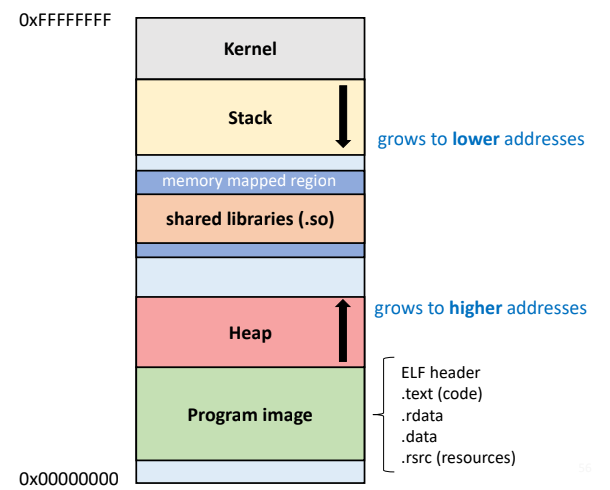 0xFFFFFFFF
Kernel
Stack
grows to lower addresses
memory mapped region
shared libraries (.so)
grows to higher addresses
Heap
ELF header
.text (code)
.rdata
Program image
.data
.rsrc (resources)
0x00000000
56